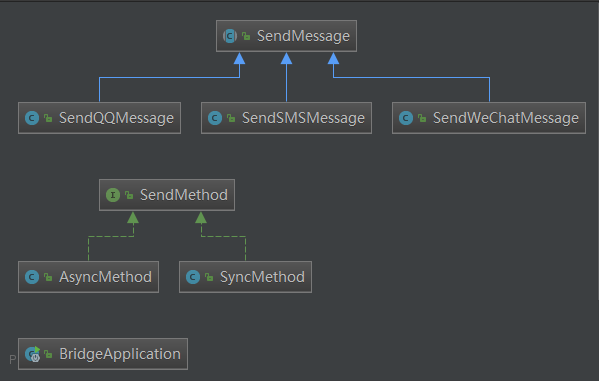 SendMessage
SendQQMessage
SendSMSMessage
SendWeChatMessage
SendMethod
AsyncMethod
SyncMethod
P
BridgeApplication